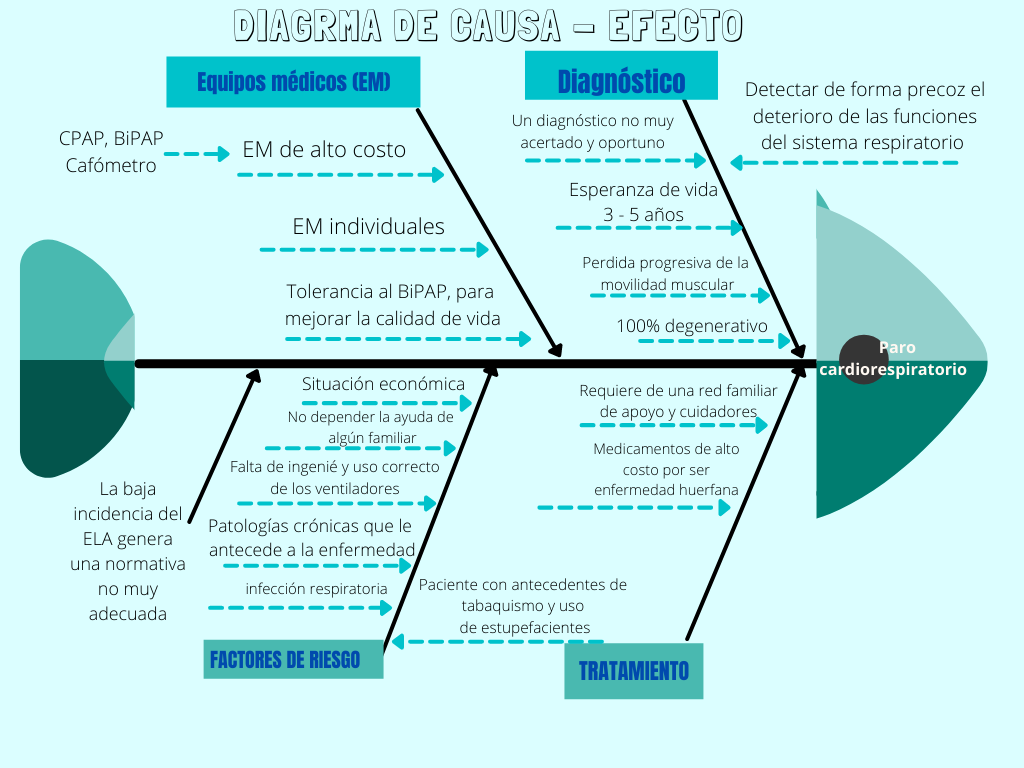 DIAGRMA DE CAUSA – EFECTO
Equipos médicos (EM)
CPAP, BiPAP
Cafómetro
EM de alto costo
EM individuales
Tolerancia al BiPAP, para
mejorar la calidad de vida
Diagnóstico
Un diagnóstico no muy
acertado y oportuno
Esperanza de vida
3 - 5 años
Perdida progresiva de la
movilidad muscular
100% degenerativo
Detectar de forma precoz el
deterioro de las funciones
del sistema respiratorio
Paro
cardiorespiratorio
La baja
incidencia del
ELA genera
una normativa
no muy
adecuada
Situación económica
No depender la ayuda de
algún familiar
Falta de ingenié y uso correcto
de los ventiladores
Patologías crónicas que le
antecede a la enfermedad
infección respiratoria
Paciente con antecedentes de
tabaquismo y uso
de estupefacientes
FACTORES DE RIESGO
Requiere de una red familiar
de apoyo y cuidadores
Medicamentos de alto
costo por ser
enfermedad huerfana
TRATAMIENTO